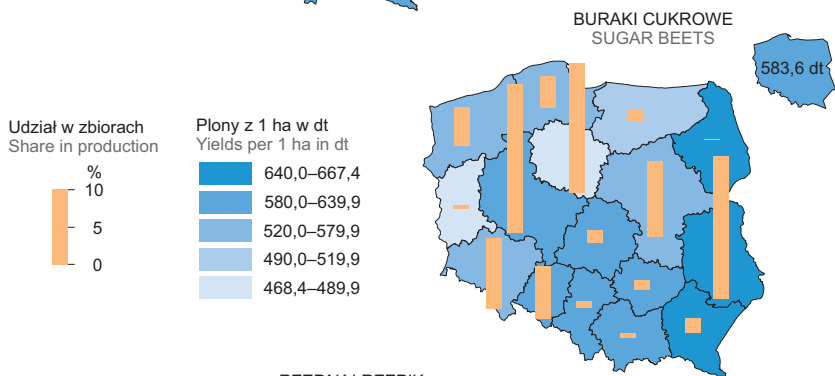 BURAKI CUKROWE
SUGAR BEETS
583,6 dt
Udział w zbiorach
Share in production
%
10
5
0
Plony z 1 ha w dt
Yields per 1 ha in dt
640,0–667,4
580,0–639,9
520,0–579,9
490,0–519,9
468,4–489,9